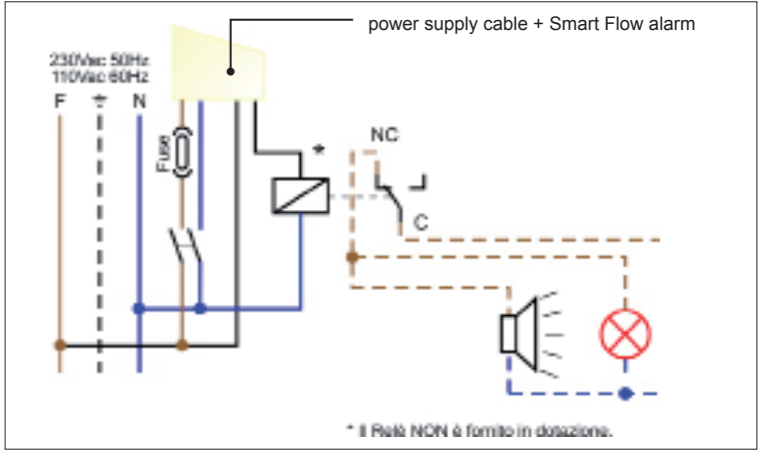 power supply cable + Smart Flow alarm
230Vac 50Hz
110Vac 60Hz
F N
Fuse
*
NC
C
* Il Relè NON è fornito in dotazione.